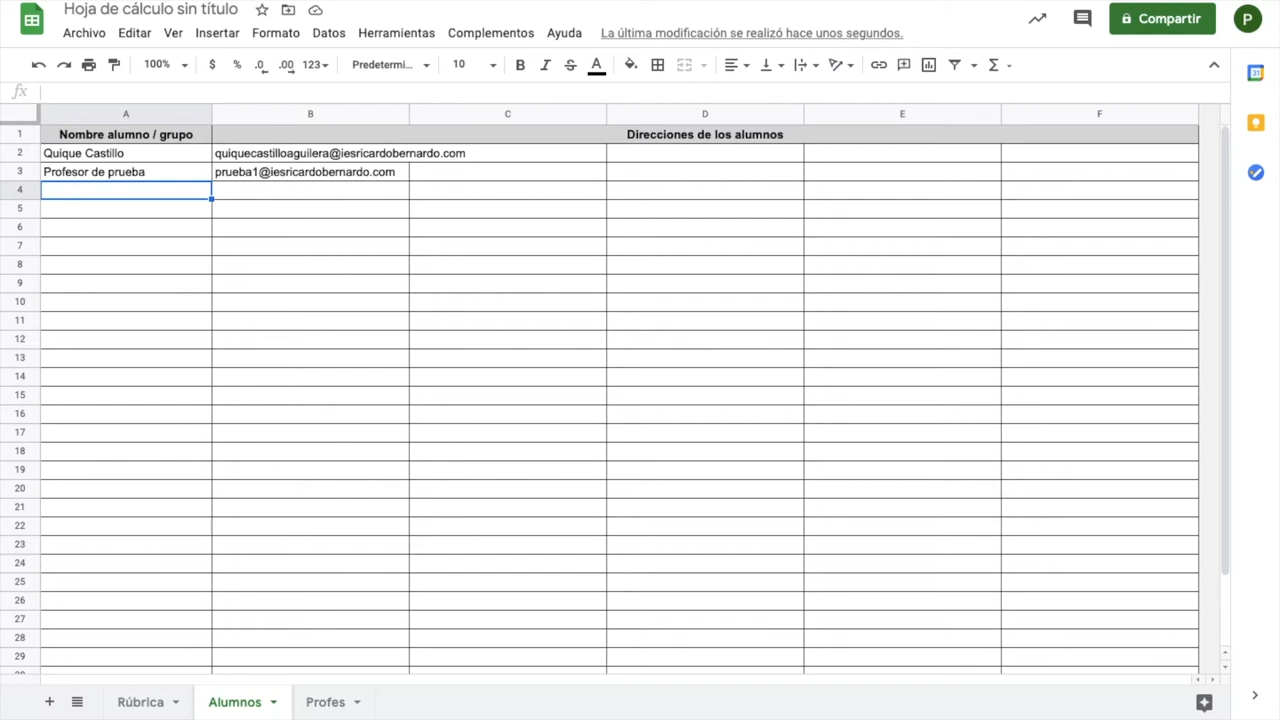 Hoja de cálculo sin título
Compartir
P
Archivo Editar Ver Insertar Formato Datos Herramientas Complementos Ayuda La última modificación se realizó hace unos segundos.
100% $ % .0 .00 123 Predetermi... 10 B I S A Σ
31
fx
A B C D E F
1 Nombre alumno / grupo Direcciones de los alumnos
2 Quique Castillo quiquecastilloaguilera@iesricardobernardo.com
3 Profesor de prueba prueba1@iesricardobernardo.com
4
5
6
7
8
9
10
11
12
13
14
15
16
17
18
19
20
21
22
23
24
25
26
27
28
29
Rúbrica Alumnos Profes